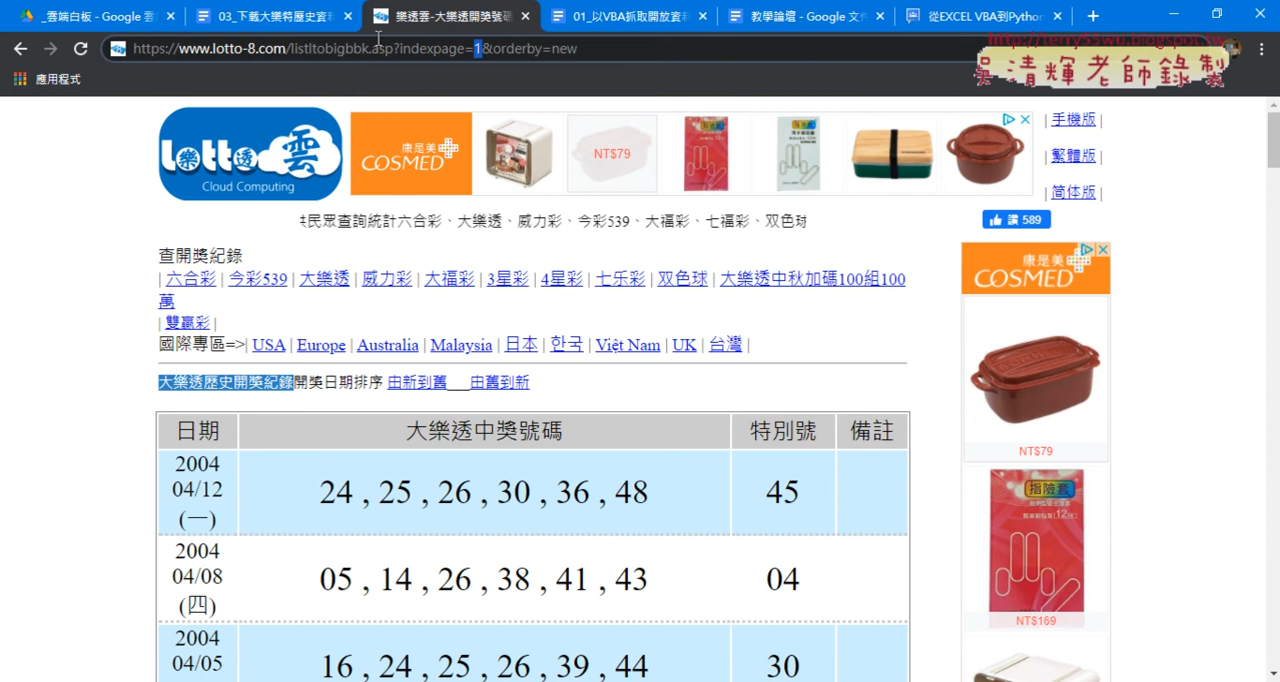 _雲端白板 - Google 雲
03_下載大樂特歷史資料
樂透雲-大樂透開獎號碼
01_以VBA抓取開放資料
教學論壇 - Google 文件
從EXCEL VBA到Python
https://www.lotto-8.com/listltobigbbk.asp?indexpage=1&orderby=new
http://terry55wu.blogspot.tw
吳清輝老師錄製
應用程式
Lotto 樂透雲
Cloud Computing
康是美
COSMED
NT$79
| 手機版 |
| 繁體版 |
| 简体版 |
民眾查詢統計六合彩、大樂透、威力彩、今彩539、大福彩、七福彩、双色球
讚 589
查開獎紀錄
| 六合彩 | 今彩539 | 大樂透 | 威力彩 | 大福彩 | 3星彩 | 4星彩 | 七乐彩 | 双色球 | 大樂透中秋加碼100組100
萬
| 雙贏彩 |
國際專區=>| USA | Europe | Australia | Malaysia | 日本 | 한국 | Việt Nam | UK | 台灣 |
大樂透歷史開獎紀錄開獎日期排序 由新到舊___由舊到新
日期 大樂透中獎號碼 特別號 備註
2004
04/12
(一)
24 , 25 , 26 , 30 , 36 , 48 45
2004
04/08
(四)
05 , 14 , 26 , 38 , 41 , 43 04
2004
04/05
16 , 24 , 25 , 26 , 39 , 44 30
康是美
COSMED
NT$79
指險套
NT$169